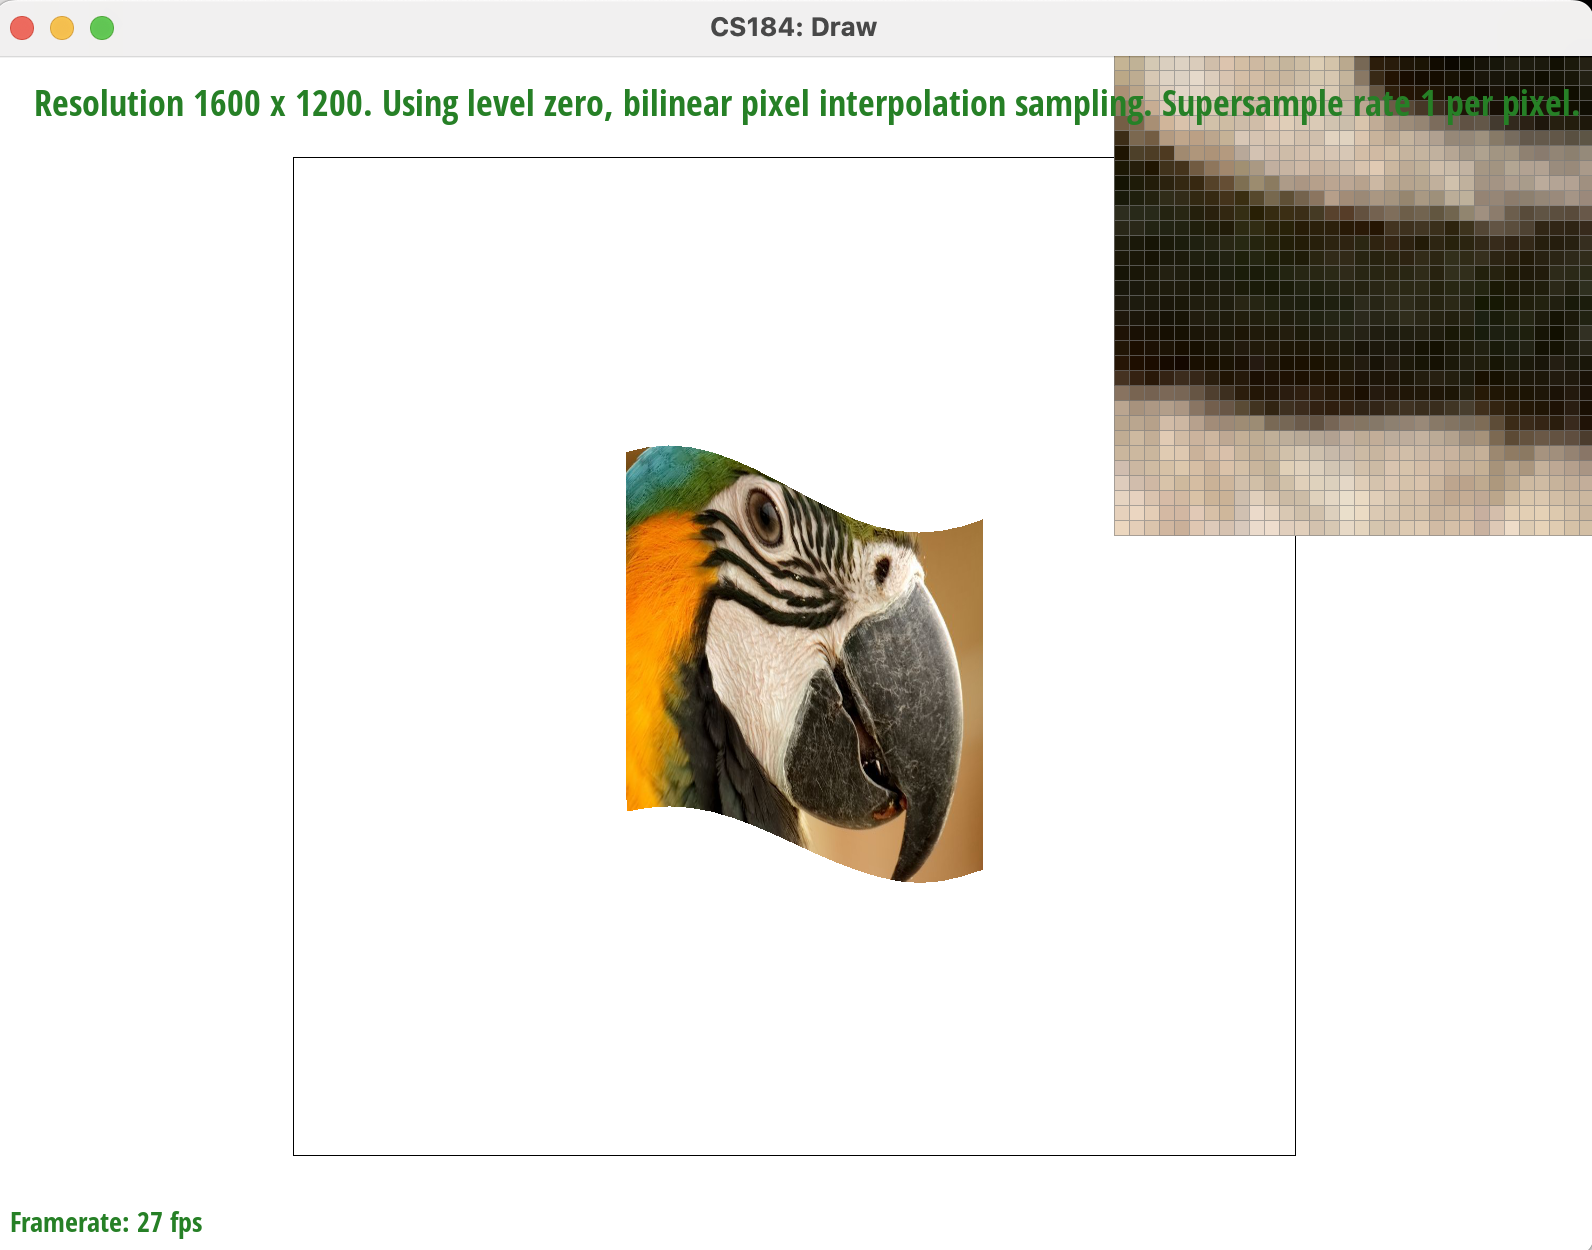 CS184: Draw
Resolution 1600 x 1200. Using level zero, bilinear pixel interpolation sampling. Supersample rate 1 per pixel.
Framerate: 27 fps